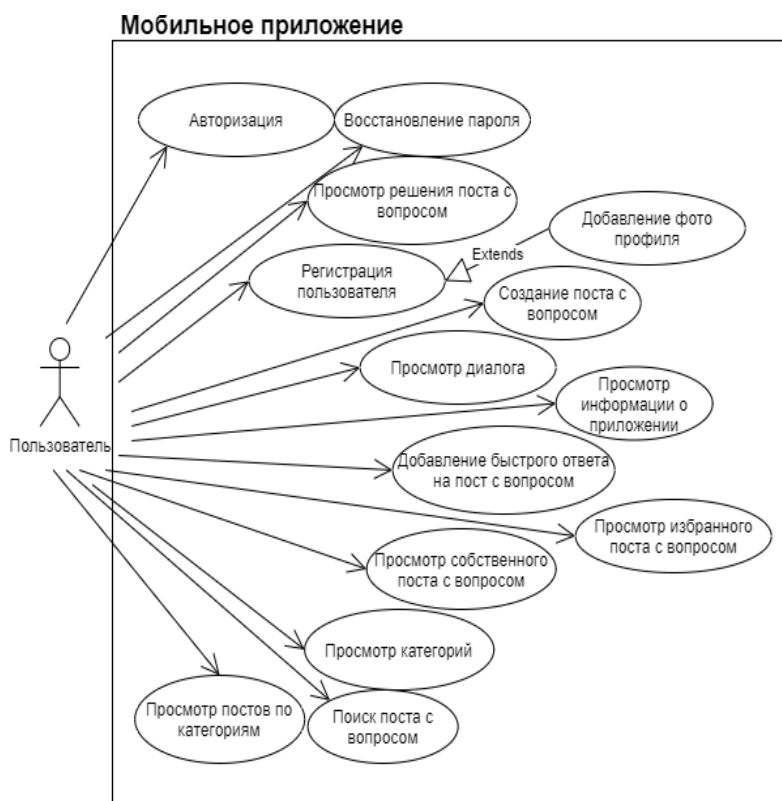 Мобильное приложение
Авторизация
Восстановление пароля
Просмотр решения поста с
вопросом
Добавление фото
профиля
Extends
Регистрация
пользователя
Создание поста с
вопросом
Просмотр диалога
Просмотр
информации о
приложении
Пользователь
Добавление быстрого ответа
на пост с вопросом
Просмотр избранного
поста с вопросом
Просмотр собственного
поста с вопросом
Просмотр категорий
Просмотр постов по
категориям
Поиск поста с
вопросом